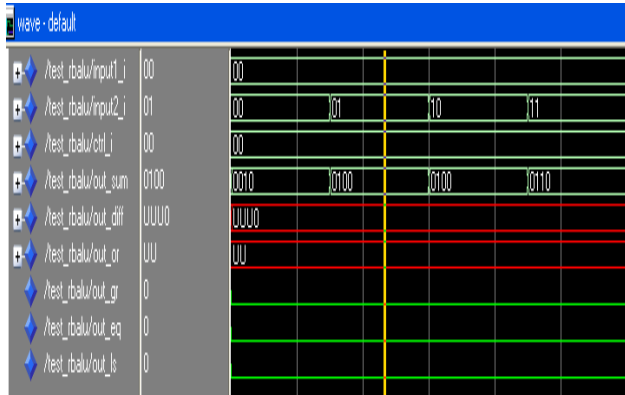 wave - default
/test_rbalu/input1_i 00 00
/test_rbalu/input2_i 01 00 01 10 11
/test_rbalu/ctrl_i 00 00
/test_rbalu/out_sum 0100 0010 0100 0100 0110
/test_rbalu/out_diff UUU0 UUU0
/test_rbalu/out_or UU UU
/test_rbalu/out_gr 0
/test_rbalu/out_eq 0
/test_rbalu/out_ls 0